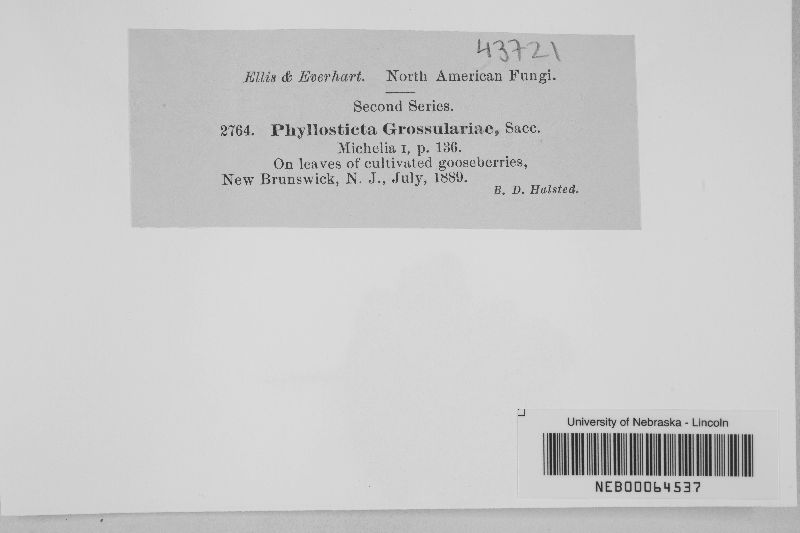 43721
Ellis & Everhart. North American Fungi.
Second Series.
2764. Phyllosticta Grossulariae, Sacc.
Michelia I, p. 136.
On leaves of cultivated gooseberries,
New Brunswick, N. J., July, 1889.
B. D. Halsted.
University of Nebraska - Lincoln
NEB00064537